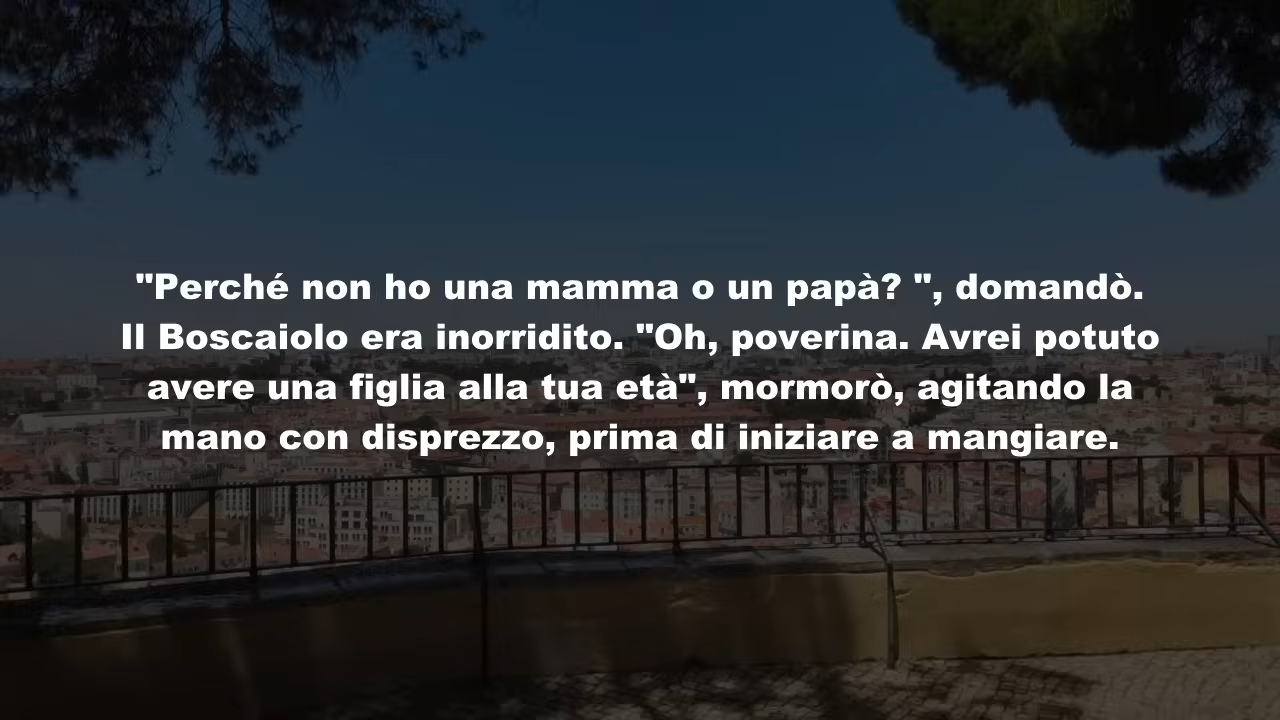 "Perché non ho una mamma o un papà? ", domandò.
Il Boscaiolo era inorridito. "Oh, poverina. Avrei potuto
avere una figlia alla tua età", mormorò, agitando la
mano con disprezzo, prima di iniziare a mangiare.